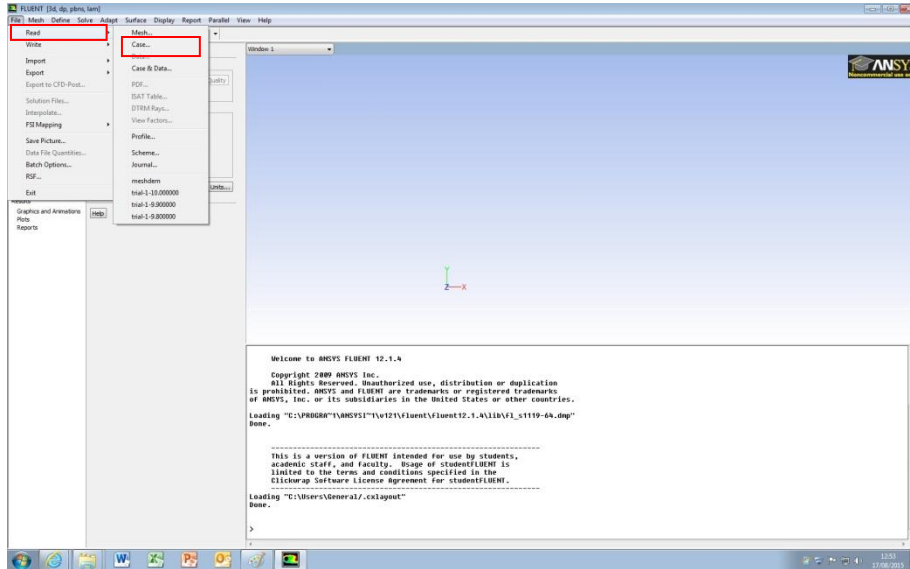 FLUENT [3d, dp, pbns, lam]
File Mesh Define Solve Adapt Surface Display Report Parallel View Help
Read
Write
Import
Export
Export to CFD-Post...
Solution Files...
Interpolate...
FSI Mapping
Save Picture...
Data File Quantities...
Batch Options...
RSF...
Exit
Mesh...
Case...
Data...
Case & Data...
PDF...
ISAT Table...
DTRM Rays...
View Factors...
Profile...
Scheme...
Journal...
meshdem
trial-1-10.000000
trial-1-9.900000
trial-1-9.800000
Quality
Units...
Results
Graphics and Animations
Plots
Reports
Help
Window 1
ANSY
Noncommercial use
Y
Z X
Welcome to ANSYS FLUENT 12.1.4
Copyright 2009 ANSYS Inc.
All Rights Reserved. Unauthorized use, distribution or duplication
is prohibited. ANSYS and FLUENT are trademarks or registered trademarks
of ANSYS, Inc. or its subsidiaries in the United States or other countries.
Loading "C:\PROGRA~1\ANSYSI~1\v121\fluent\fluent12.1.4\lib\fl_s1119-64.dmp"
Done.
------------------------------------------------------------
This is a version of FLUENT intended for use by students,
academic staff, and faculty. Usage of studentFLUENT is
limited to the terms and conditions specified in the
Clickwrap Software License Agreement for studentFLUENT.
------------------------------------------------------------
Loading "C:\Users\General/.cxlayout"
Done.
>
12:53
17/08/2015